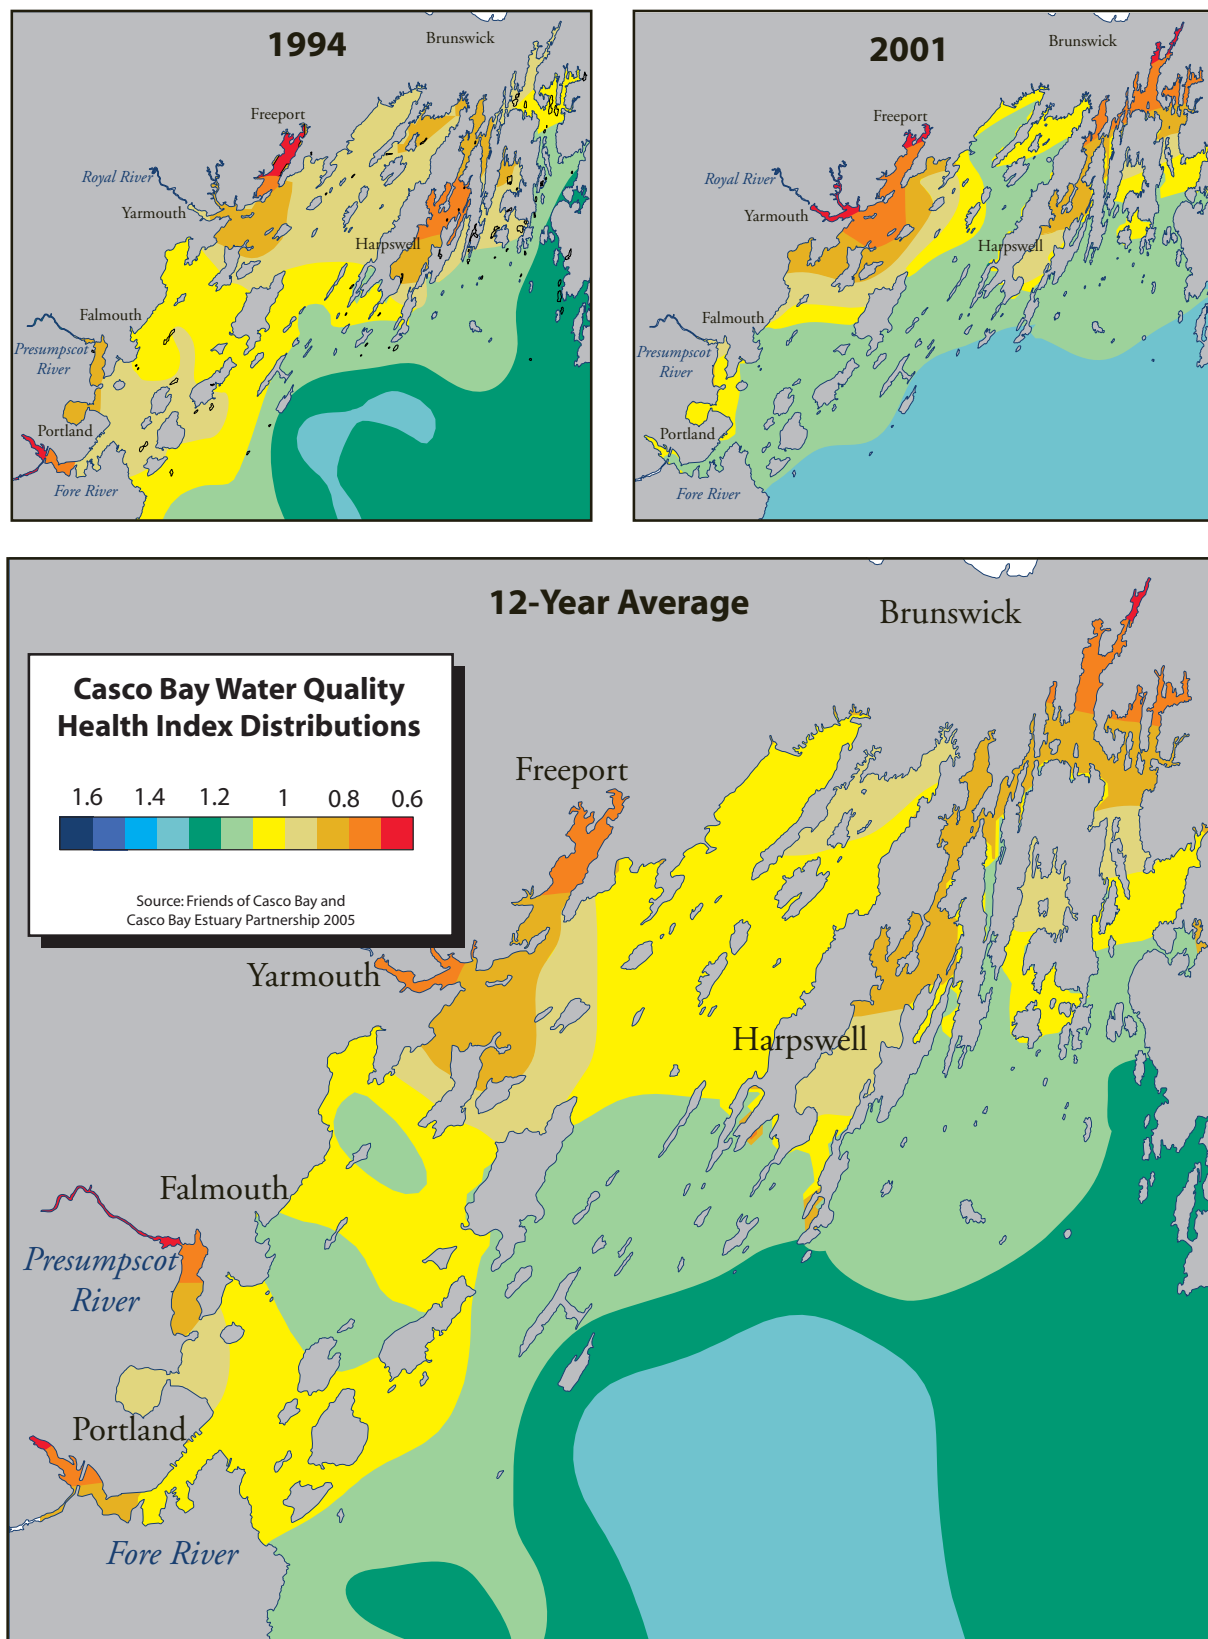 1994
Brunswick
Freeport
Royal River
Yarmouth
Harpswell
Falmouth
Presumpscot
River
Portland
Fore River
2001
Brunswick
Freeport
Royal River
Yarmouth
Harpswell
Falmouth
Presumpscot
River
Portland
Fore River
12-Year Average
Brunswick
Casco Bay Water Quality
Health Index Distributions
1.6 1.4 1.2 1 0.8 0.6
Source: Friends of Casco Bay and
Casco Bay Estuary Partnership 2005
Freeport
Yarmouth
Harpswell
Falmouth
Presumpscot
River
Portland
Fore River